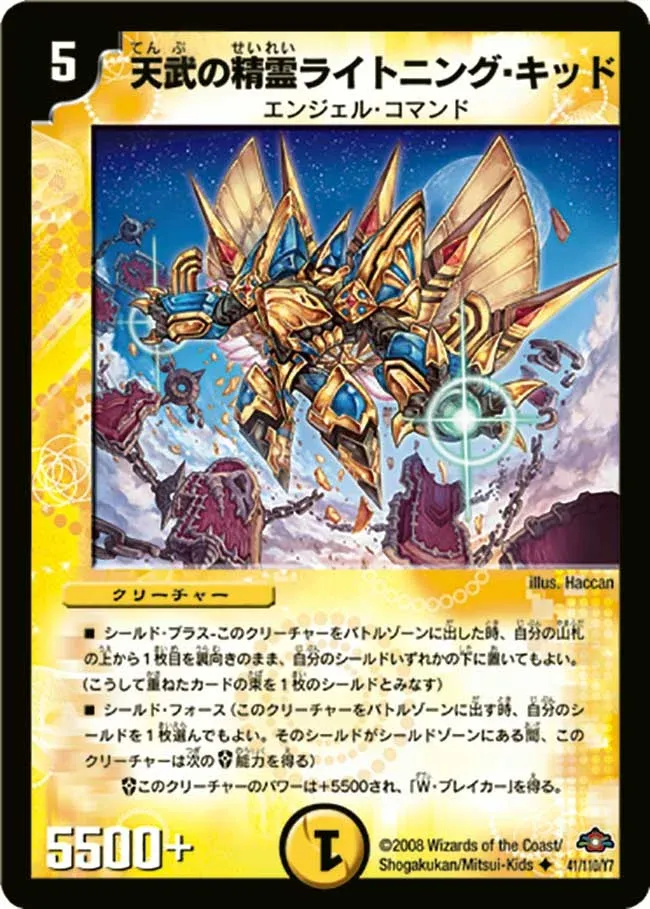 5
てんぶ せいれい
天武の精霊ライトニング・キッド
エンジェル・コマンド
illus. Haccan
クリーチャー
■ シールド・プラス-このクリーチャーをバトルゾーンに出した時、自分の山札
の上から1枚目を裏向きのまま、自分のシールドいずれかの下に置いてもよい。
(こうして重ねたカードの束を1枚のシールドとみなす)
■ シールド・フォース(このクリーチャーをバトルゾーンに出す時、自分のシ
ールドを1枚選んでもよい。そのシールドがシールドゾーンにある間、この
クリーチャーは次の能力を得る)
このクリーチャーのパワーは+5500され、「W・ブレイカー」を得る。
5500+
1
©2008 Wizards of the Coast/
Shogakukan/Mitsui-Kids
41/110/Y7